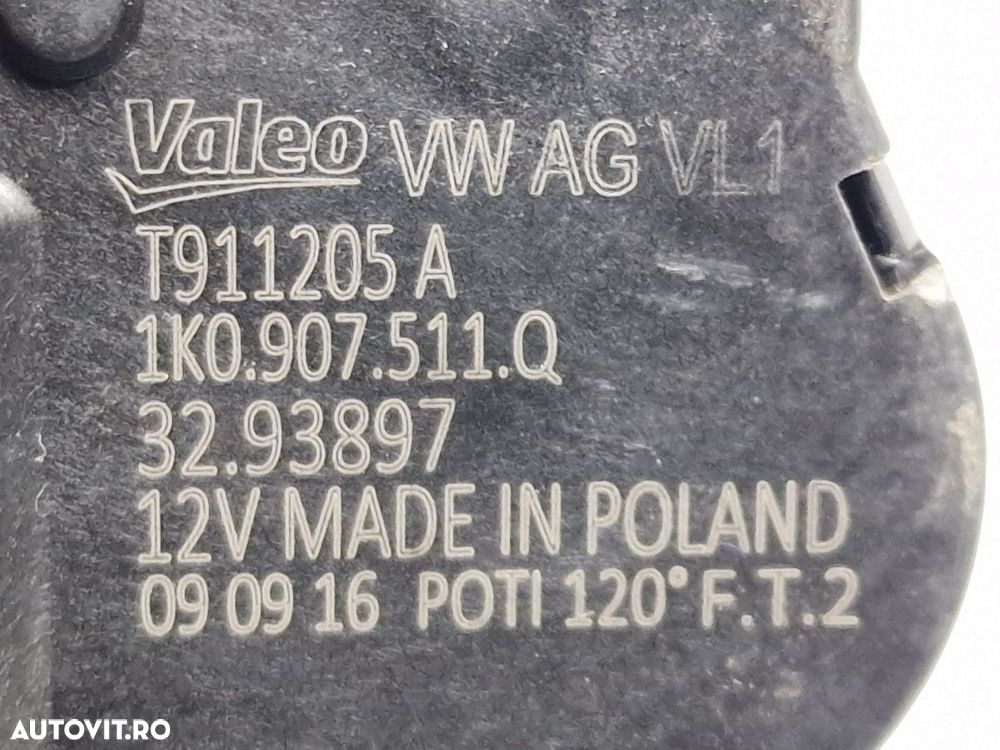 Valeo VW AG VL1
T911205 A
1K0.907.511.Q
32.93897
12V MADE IN POLAND
09 09 16 POTI 120° F.T.2
AUTOVIT.RO